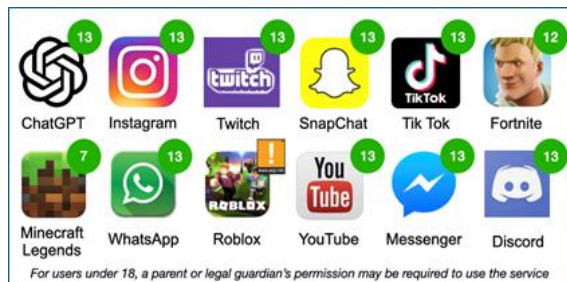 13 13 13 13 13 12
twitch
TikTok
ChatGPT Instagram Twitch SnapChat Tik Tok Fortnite
7 13 ! 13 13 13
ROBLOX
You
Tube
Minecraft
Legends WhatsApp Roblox YouTube Messenger Discord
For users under 18, a parent or legal guardian's permission may be required to use the service